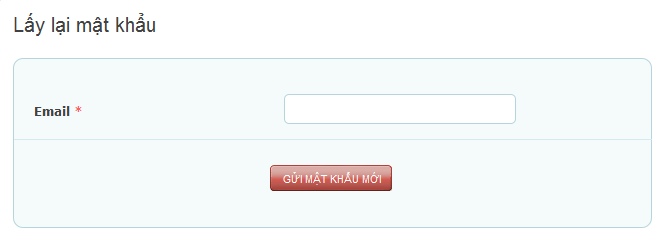 Lấy lại mật khẩu
Email *
GỬI MẬT KHẨU MỚI